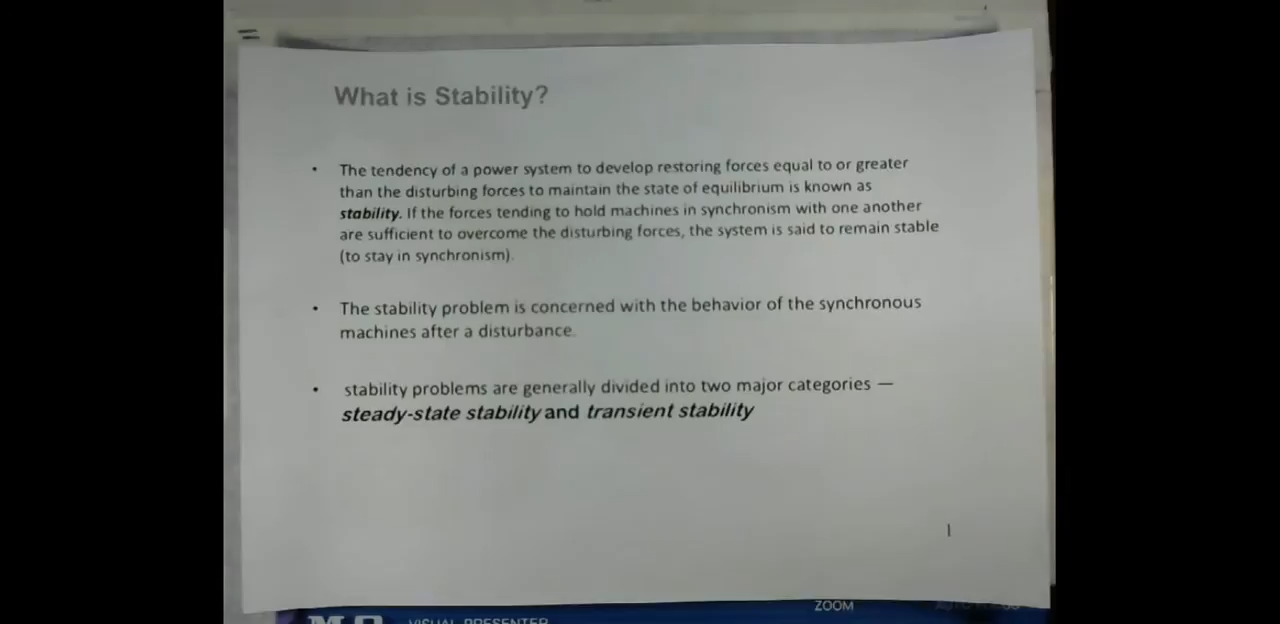 What is Stability?
• The tendency of a power system to develop restoring forces equal to or greater
than the disturbing forces to maintain the state of equilibrium is known as
stability. If the forces tending to hold machines in synchronism with one another
are sufficient to overcome the disturbing forces, the system is said to remain stable
(to stay in synchronism).
• The stability problem is concerned with the behavior of the synchronous
machines after a disturbance.
• stability problems are generally divided into two major categories —
steady-state stability and transient stability
1
ZOOM
VISUAL PRESENTER